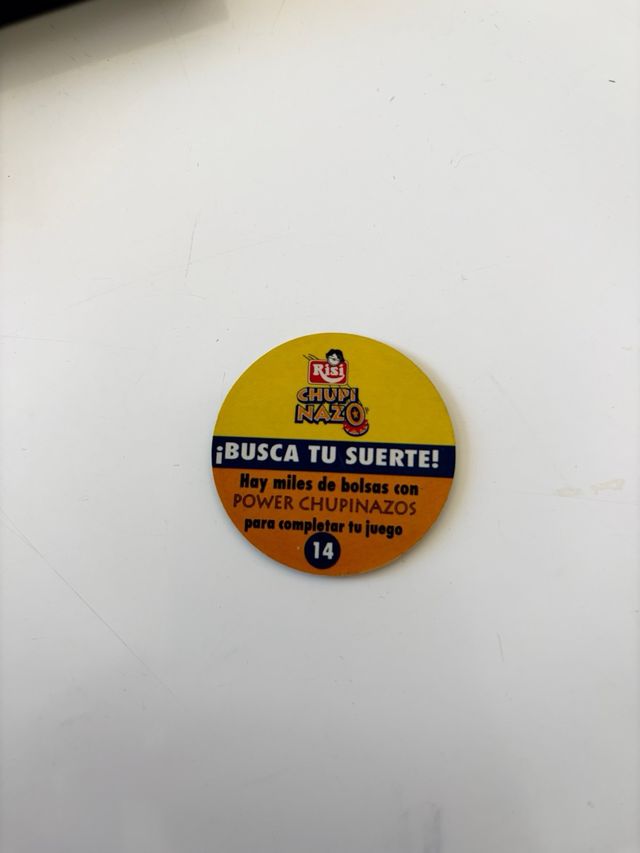 Risi
CHUPI
NAZO
¡BUSCA TU SUERTE!
Hay miles de bolsas con
POWER CHUPINAZOS
para completar tu juego
14